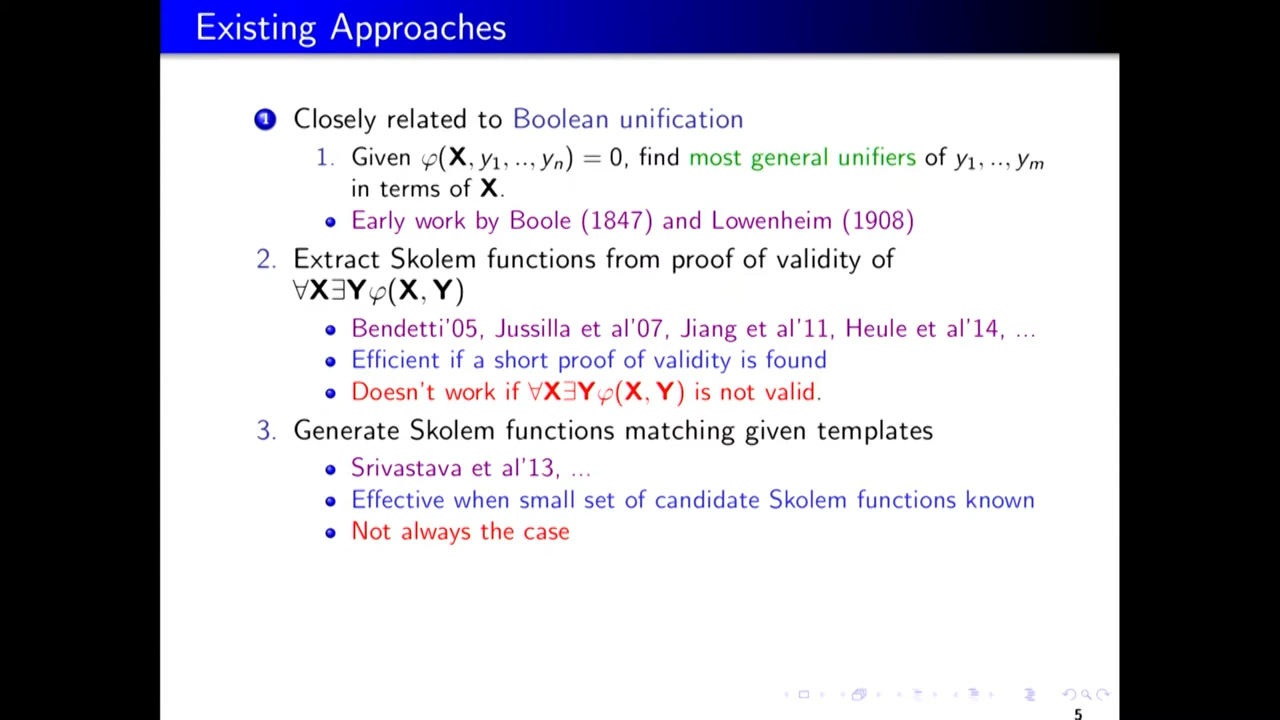 Existing Approaches
1 Closely related to Boolean unification
1. Given φ(X, y1, .., yn) = 0, find most general unifiers of y1, .., ym
in terms of X.
• Early work by Boole (1847) and Lowenheim (1908)
2. Extract Skolem functions from proof of validity of
∀X∃Yφ(X, Y)
• Bendetti'05, Jussilla et al'07, Jiang et al'11, Heule et al'14, ...
• Efficient if a short proof of validity is found
• Doesn't work if ∀X∃Yφ(X, Y) is not valid.
3. Generate Skolem functions matching given templates
• Srivastava et al'13, ...
• Effective when small set of candidate Skolem functions known
• Not always the case
5